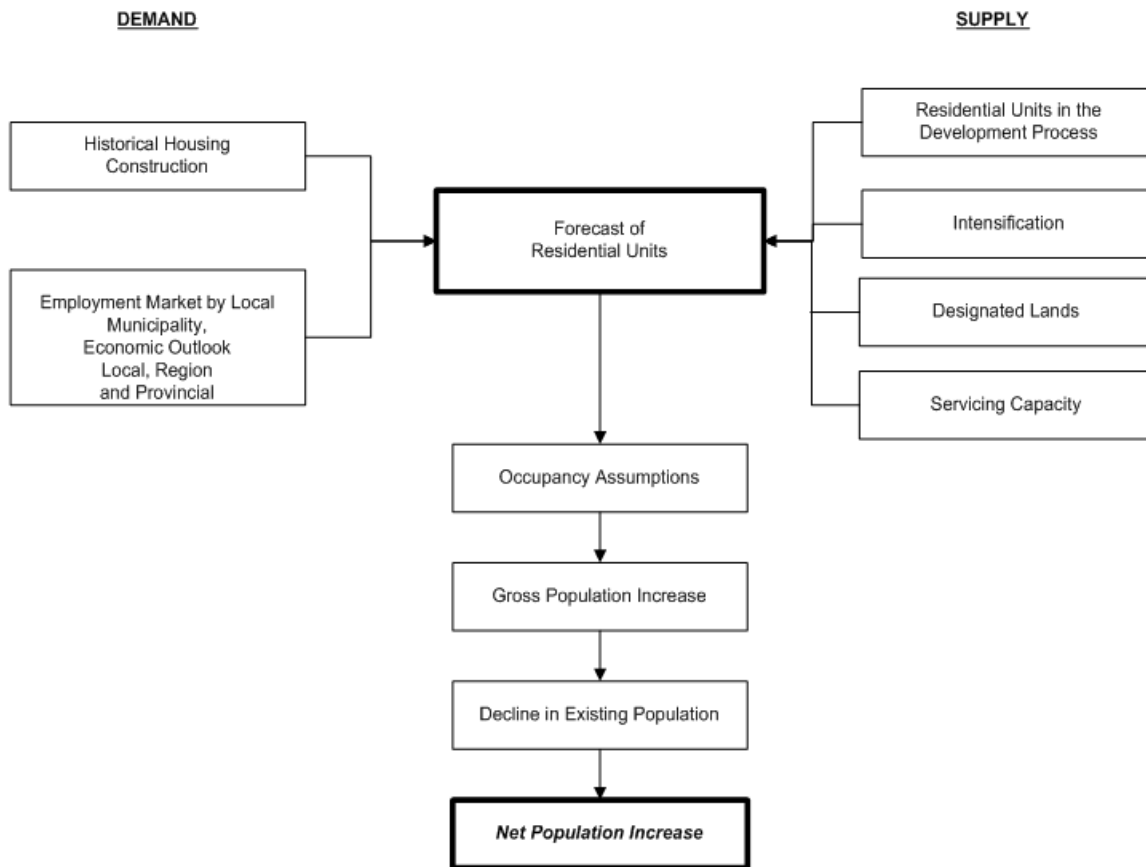 DEMAND
SUPPLY
Historical Housing
Construction
Employment Market by Local
Municipality,
Economic Outlook
Local, Region
and Provincial
Forecast of
Residential Units
Residential Units in the
Development Process
Intensification
Designated Lands
Servicing Capacity
Occupancy Assumptions
Gross Population Increase
Decline in Existing Population
Net Population Increase